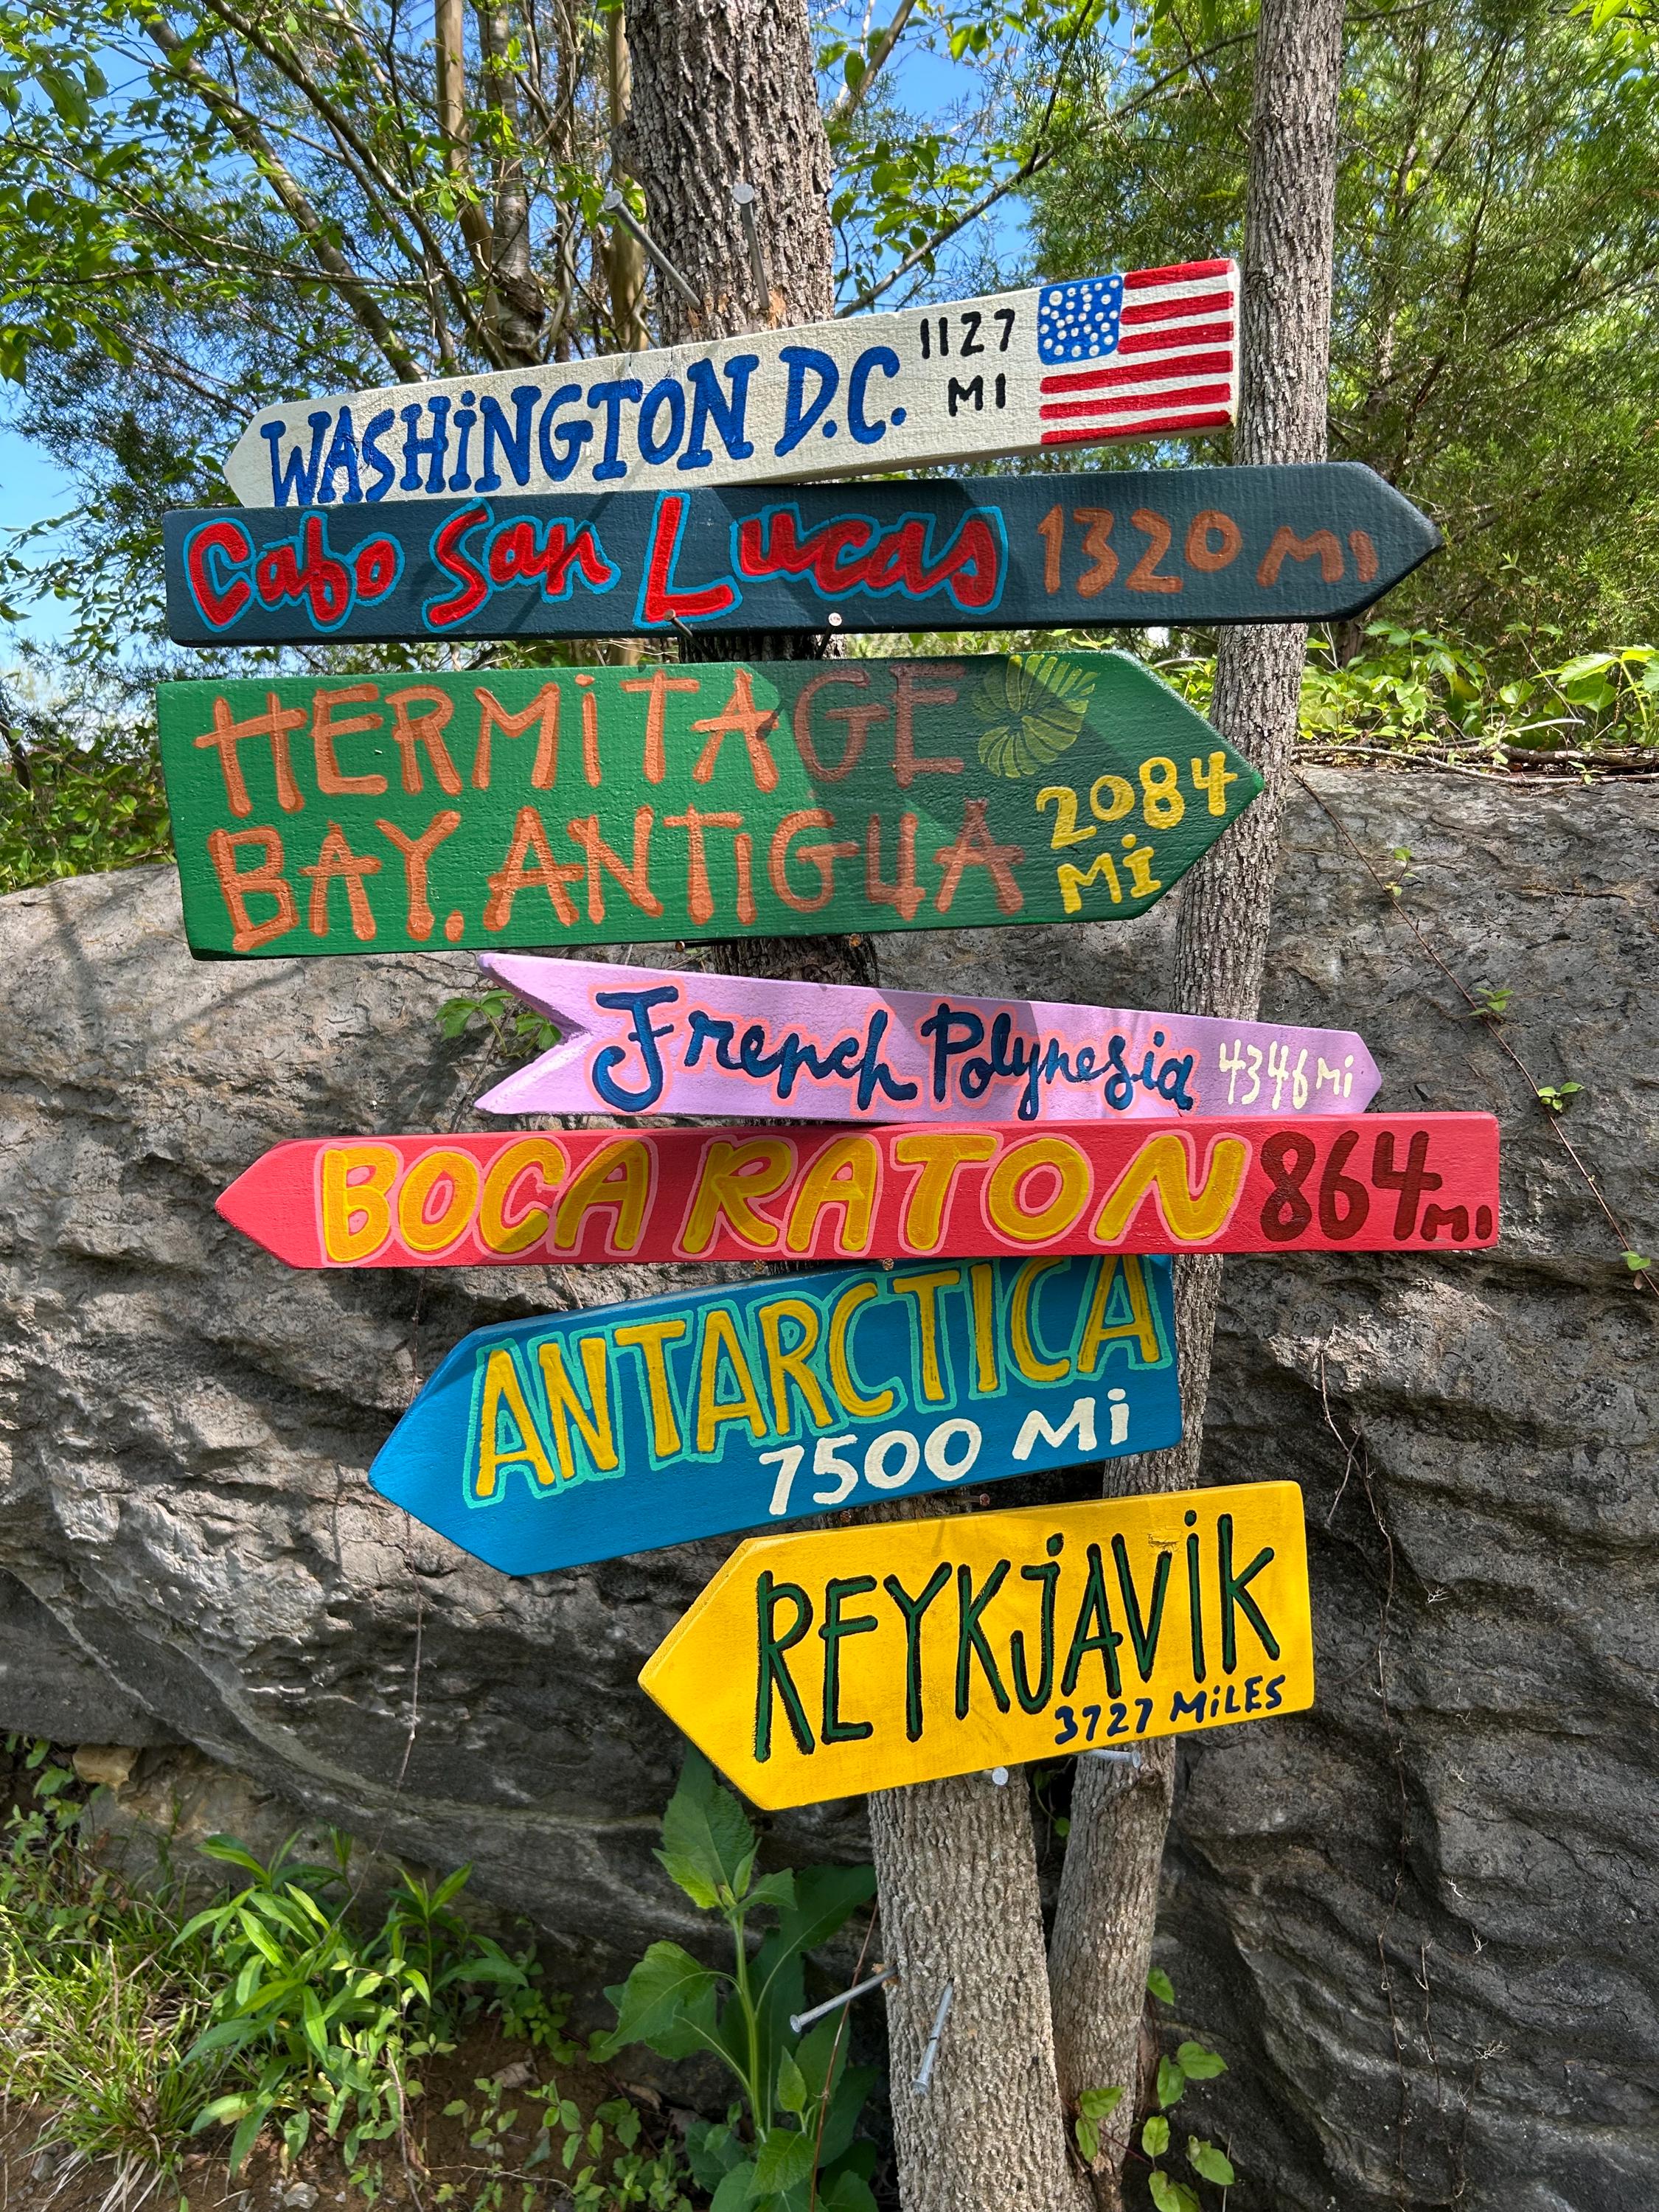 WASHiNGTON D.C. 1127 MI
Cabo San Lucas 1320 MI
HERMiTAGE
BAY, ANTIGUA 2084 Mi
French Polynesia 4346 Mi
BOCA RATON 864 MI
ANTARCTICA
7500 Mi
REYKJAViK
3727 MiLES